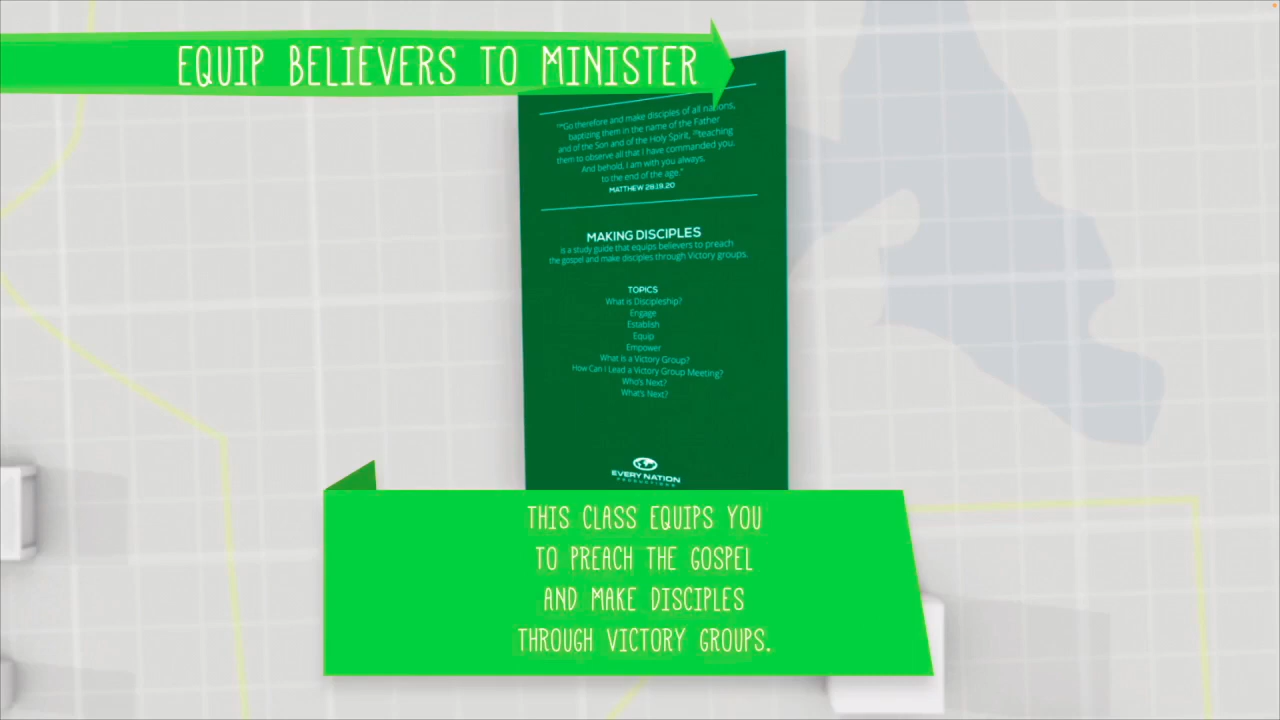 EQUIP BELIEVERS TO MINISTER
"¹⁹Go therefore and make disciples of all nations,
baptizing them in the name of the Father
and of the Son and of the Holy Spirit, ²⁰teaching
them to observe all that I have commanded you.
And behold, I am with you always,
to the end of the age."
MATTHEW 28:19,20
MAKING DISCIPLES
is a study guide that equips believers to preach
the gospel and make disciples through Victory groups.
TOPICS
What is Discipleship?
Engage
Establish
Equip
Empower
What is a Victory Group?
How Can I Lead a Victory Group Meeting?
Who's Next?
What's Next?
EVERY NATION
PRODUCTIONS
THIS CLASS EQUIPS YOU
TO PREACH THE GOSPEL
AND MAKE DISCIPLES
THROUGH VICTORY GROUPS.